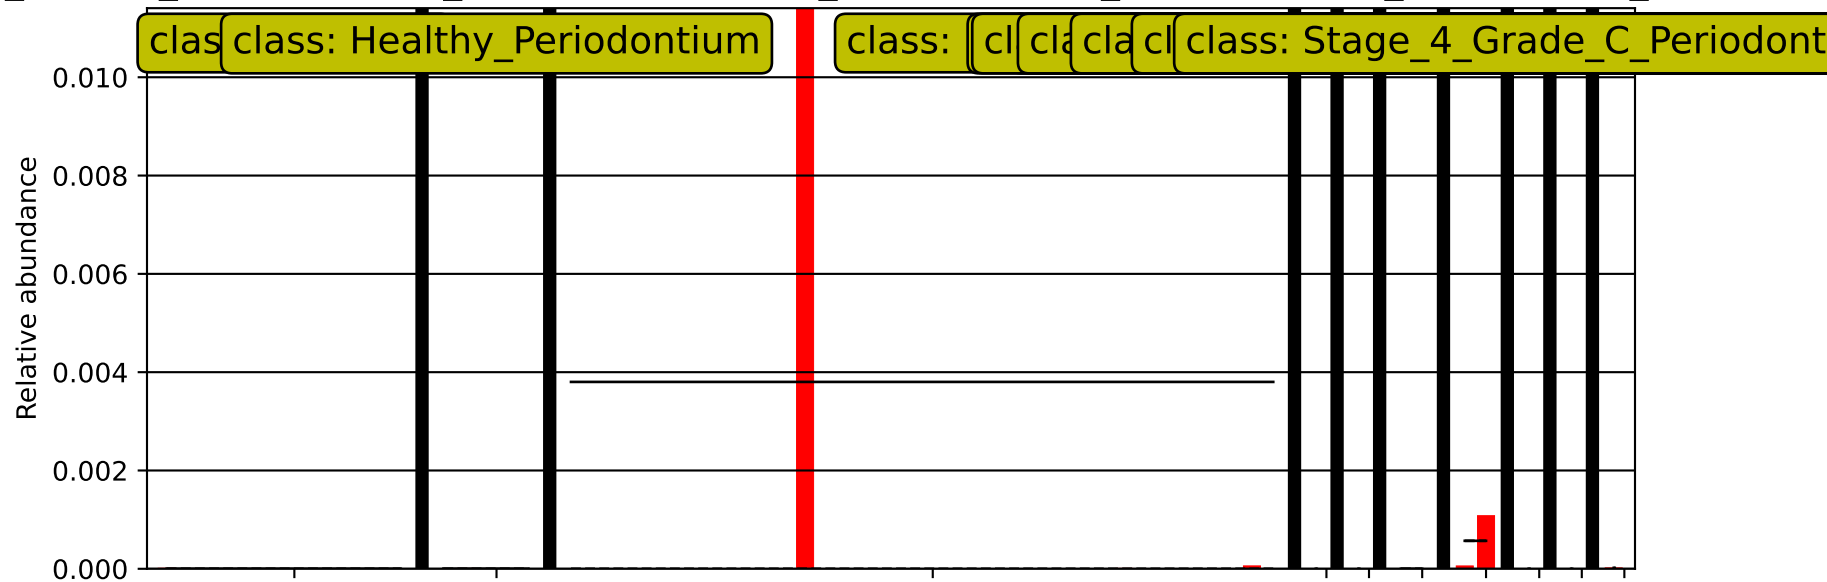 clas
class: Healthy_Periodontium
class:
cl
cla
cla
cl
class: Stage_4_Grade_C_Periodont
0.010
0.008
0.006
0.004
0.002
0.000
Relative abundance